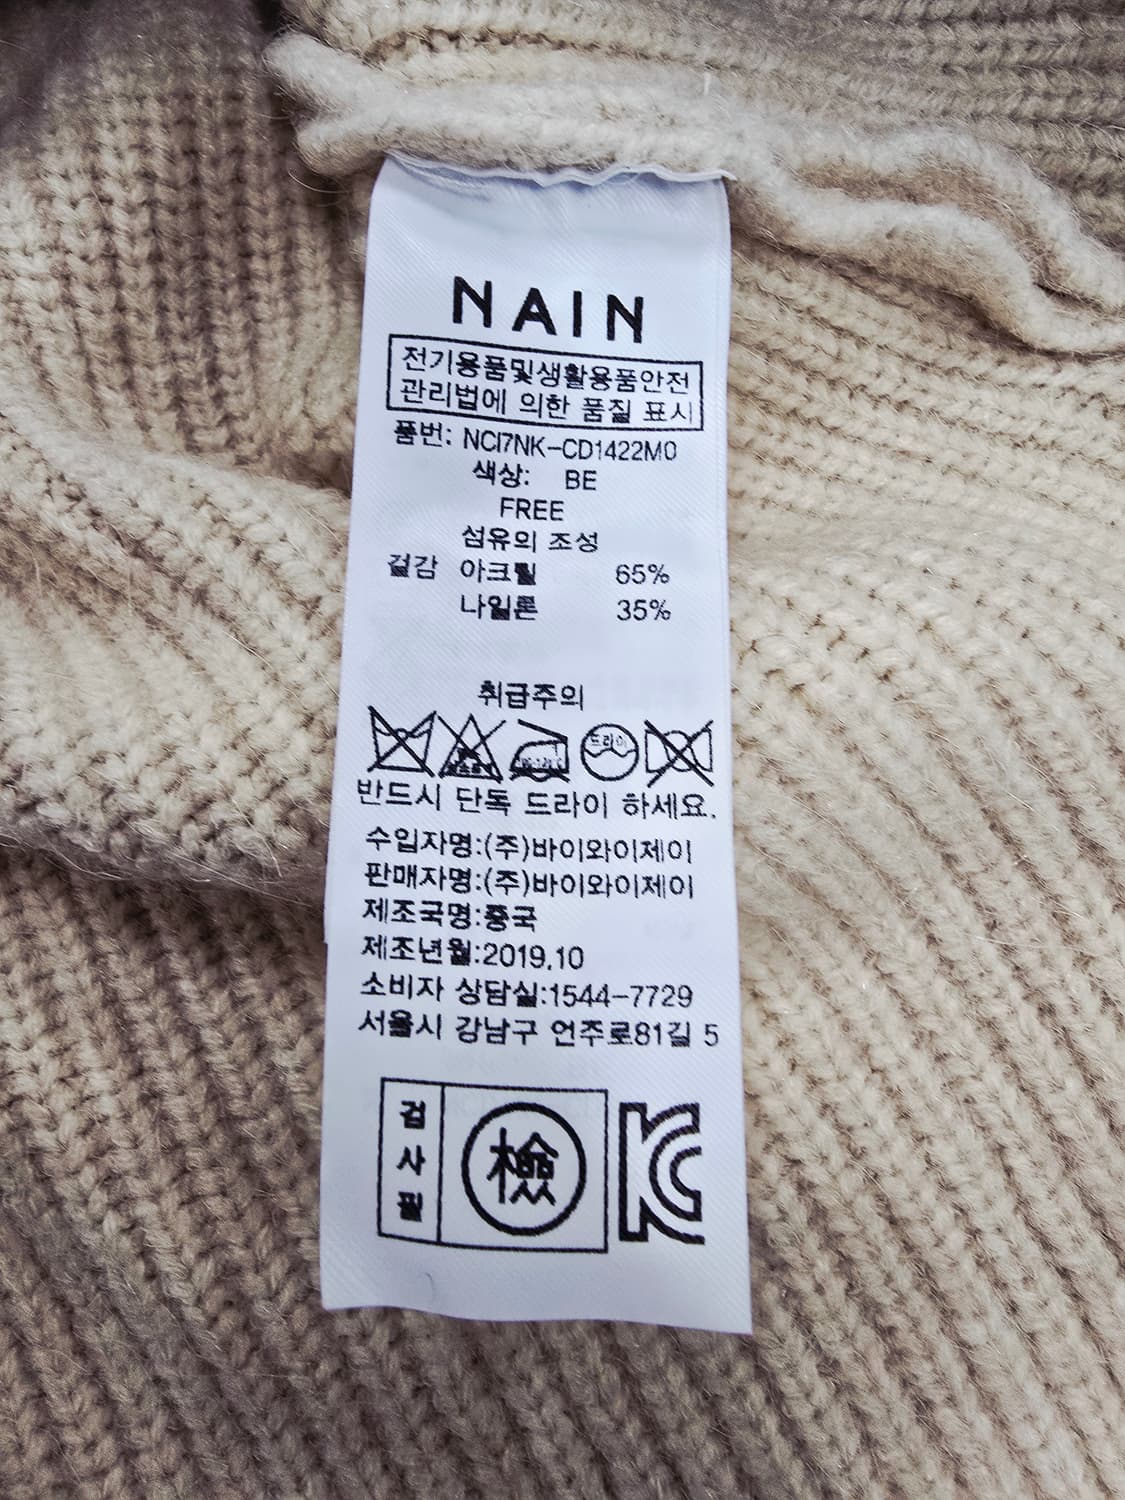 NAIN
전기용품및생활용품안전
관리법에 의한 품질 표시
품번: NCI7NK-CD1422M0
색상: BE
FREE
섬유의 조성
겉감 아크릴 65%
나일론 35%
취급주의
드라이
반드시 단독 드라이 하세요.
수입자명:(주)바이와이제이
판매자명:(주)바이와이제이
제조국명:중국
제조년월:2019.10
소비자 상담실:1544-7729
서울시 강남구 언주로81길 5
검사필
檢
KC